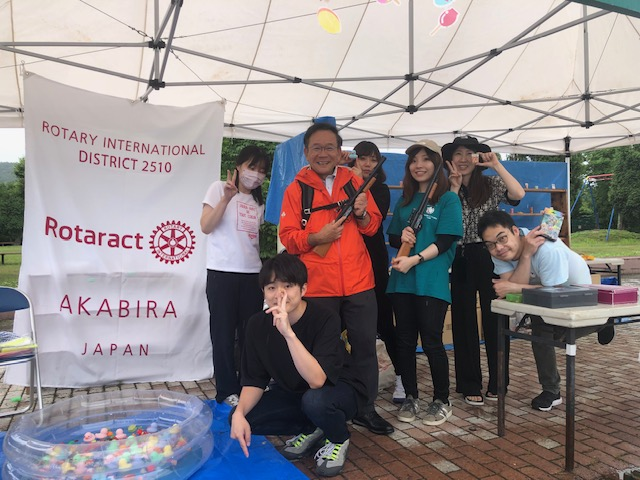 ROTARY INTERNATIONAL
DISTRICT 2510
Rotaract
AKABIRA
JAPAN